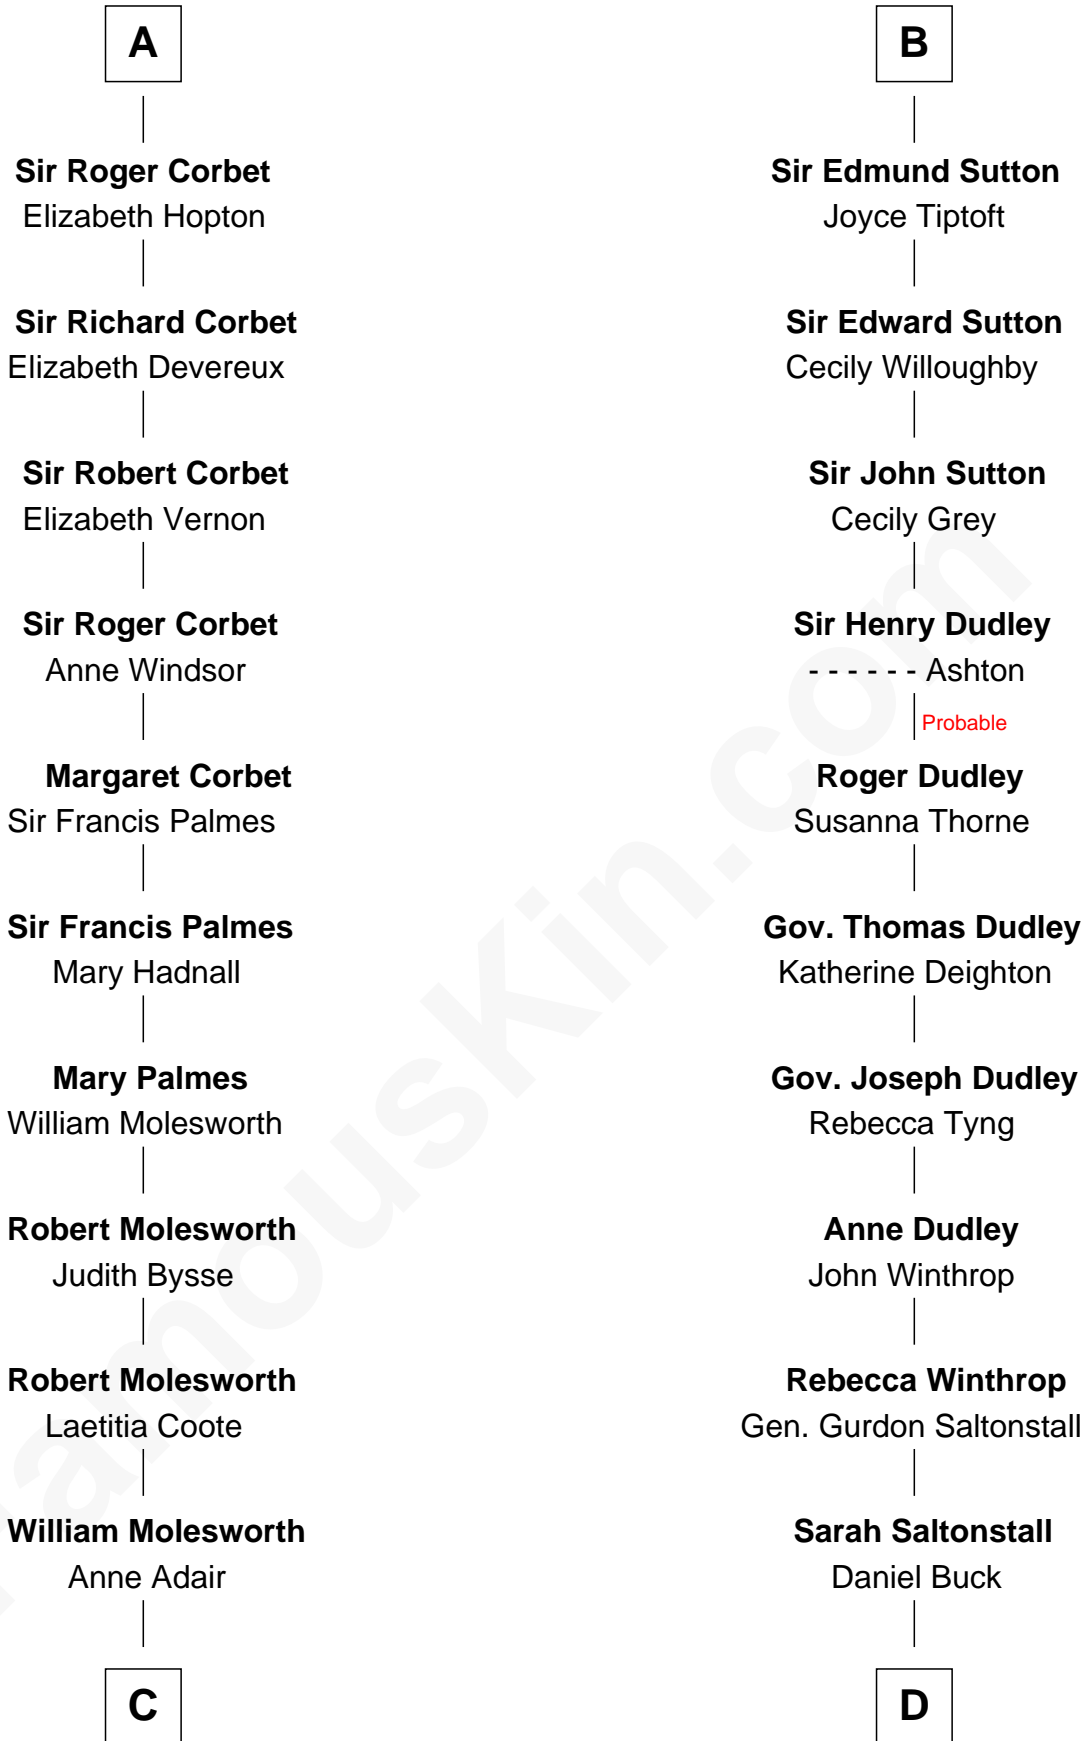 A
Sir Roger Corbet
Elizabeth Hopton
Sir Richard Corbet
Elizabeth Devereux
Sir Robert Corbet
Elizabeth Vernon
Sir Roger Corbet
Anne Windsor
Margaret Corbet
Sir Francis Palmes
Sir Francis Palmes
Mary Hadnall
Mary Palmes
William Molesworth
Robert Molesworth
Judith Bysse
Robert Molesworth
Laetitia Coote
William Molesworth
Anne Adair
C
B
Sir Edmund Sutton
Joyce Tiptoft
Sir Edward Sutton
Cecily Willoughby
Sir John Sutton
Cecily Grey
Sir Henry Dudley
- - - - - - Ashton
Probable
Roger Dudley
Susanna Thorne
Gov. Thomas Dudley
Katherine Deighton
Gov. Joseph Dudley
Rebecca Tyng
Anne Dudley
John Winthrop
Rebecca Winthrop
Gen. Gurdon Saltonstall
Sarah Saltonstall
Daniel Buck
D
FamousKin.com